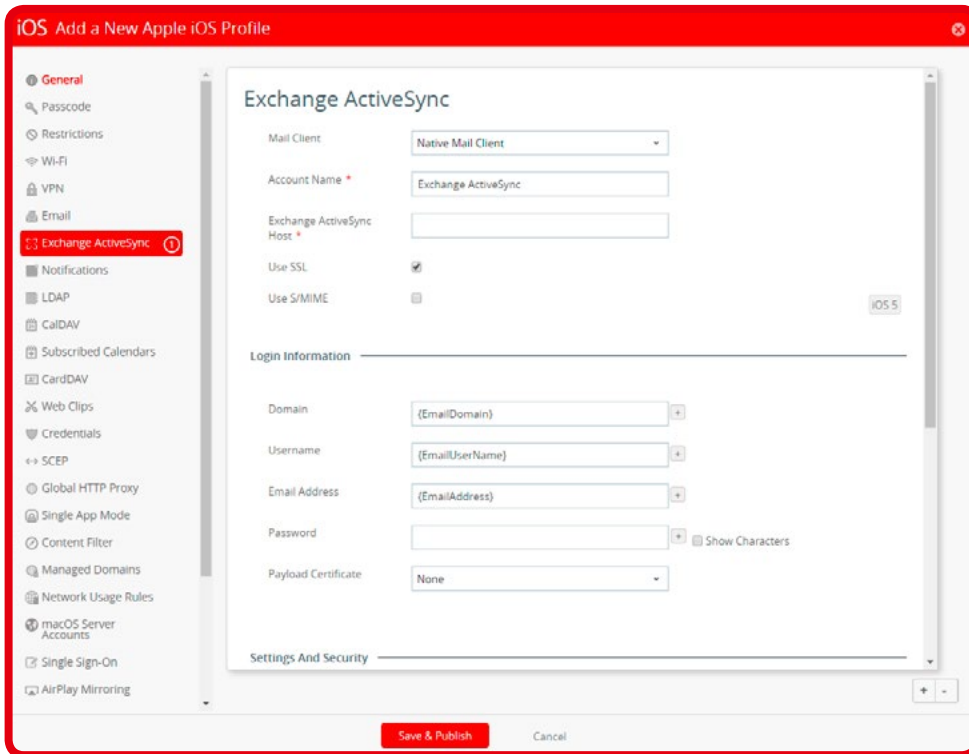 iOS Add a New Apple iOS Profile
General
Passcode
Restrictions
Wi-Fi
VPN
Email
Exchange ActiveSync 1
Notifications
LDAP
CalDAV
Subscribed Calendars
CardDAV
Web Clips
Credentials
SCEP
Global HTTP Proxy
Single App Mode
Content Filter
Managed Domains
Network Usage Rules
macOS Server
Accounts
Single Sign-On
AirPlay Mirroring
Exchange ActiveSync
Mail Client
Native Mail Client
Account Name *
Exchange ActiveSync
Exchange ActiveSync
Host *
Use SSL
Use S/MIME
iOS 5
Login Information
Domain
{EmailDomain}
+
Username
{EmailUserName}
+
Email Address
{EmailAddress}
+
Password
+
Show Characters
Payload Certificate
None
Settings And Security
+ -
Save & Publish
Cancel